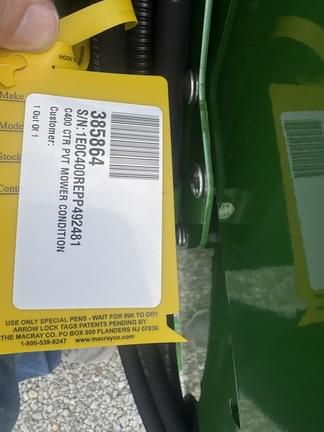 Make
Mode
Stock
Cont
385864
S/N:1E0C400REPP492481
C400 CTR PVT MOWER CONDITION
Customer:
1 Out Of 1
USE ONLY SPECIAL PENS - WAIT FOR INK TO DRY
ARROW LOCK TAGS PATENTS PENDING BY
THE MACRAY CO. PO BOX 809 FLANDERS NJ 07836
1-800-539-8247 www.macrayco.com